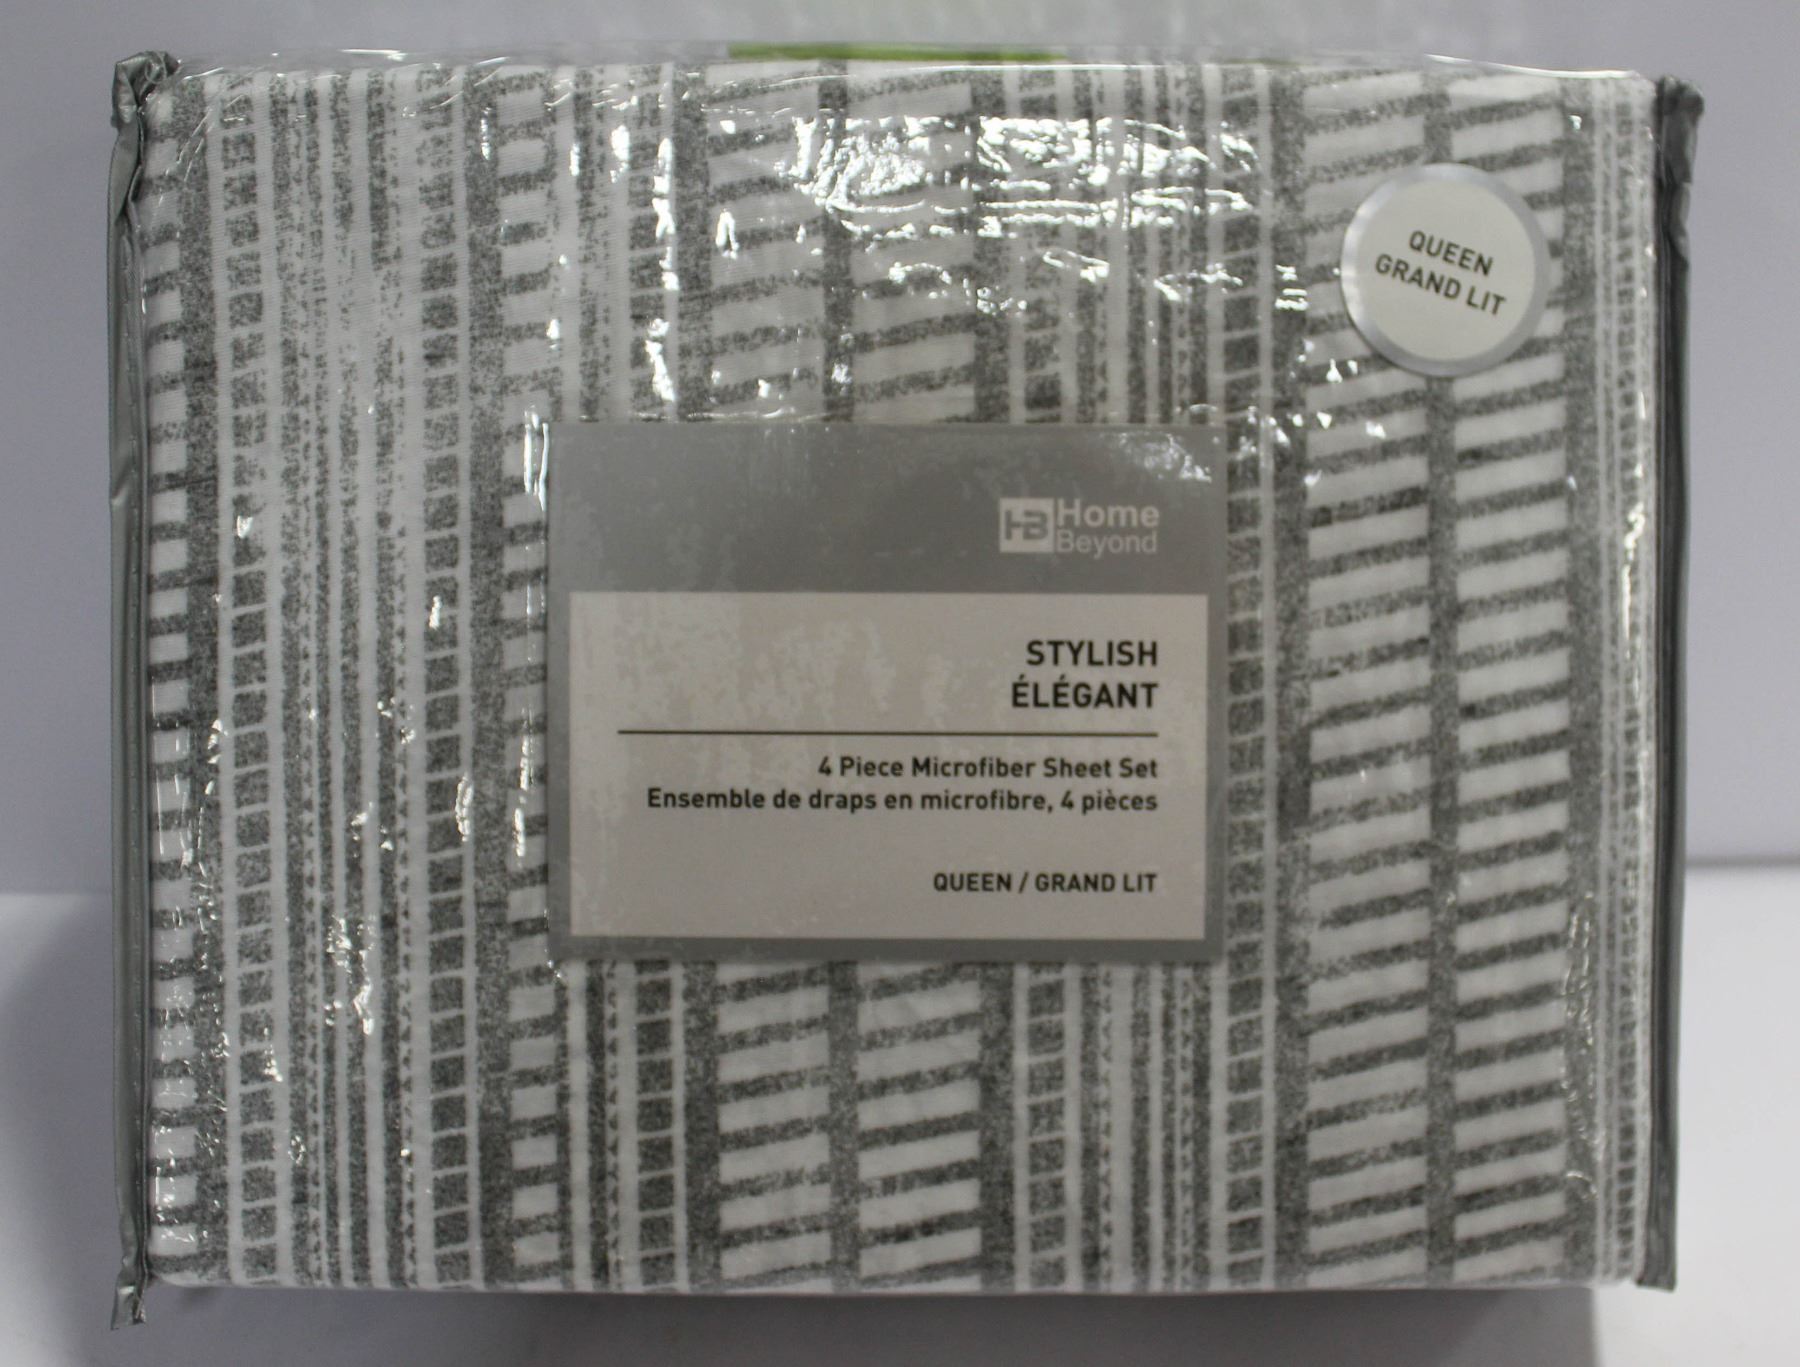 QUEEN
GRAND LIT
HB Home
Beyond
STYLISH
ÉLÉGANT
4 Piece Microfiber Sheet Set
Ensemble de draps en microfibre, 4 pièces
QUEEN / GRAND LIT